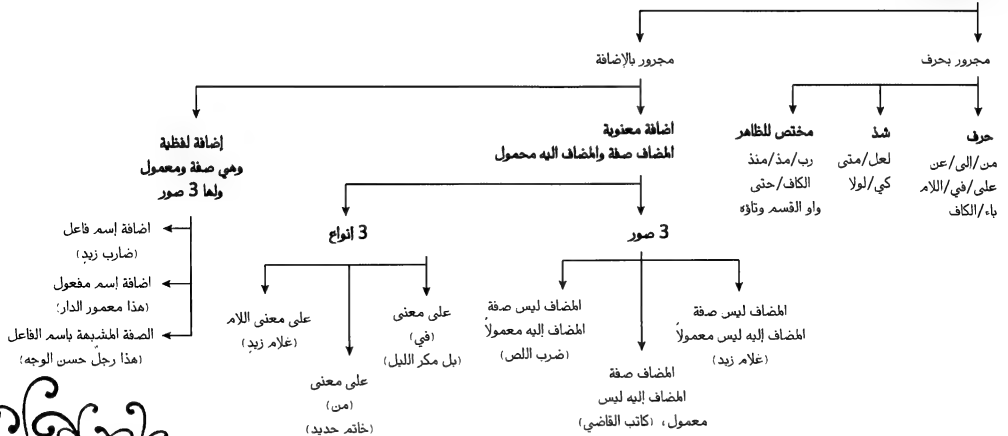 مجرور بحرف
مجرور بالإضافة
حرف
من/الى/عن
على/في/اللام
باء/الكاف
شذ
لعل/متى
كي/لولا
مختص للظاهر
رب/مذ/منذ
الكاف/حتى
واو القسم وتاؤه
اضافة معنوية
المضاف صفة والمضاف اليه محمول
إضافة لفظية
وهي صفة ومعمول
ولها 3 صور
3 صور
المضاف ليس صفة
المضاف إليه ليس معمولاً
(غلام زيد)
المضاف صفة
المضاف إليه ليس
معمول، (كاتب القاضي)
المضاف ليس صفة
المضاف إليه معمولاً
(ضرب اللص)
3 انواع
على معنى
(في)
(بل مكر الليل)
على معنى
(من)
(خاتم حديد)
على معنى اللام
(غلام زيدٍ)
اضافة إسم فاعل
(ضارب زيدٍ)
اضافة إسم مفعول
(هذا معمور الدار)
الصفة المشبهة باسم الفاعل
(هذا رجلٌ حسن الوجه)